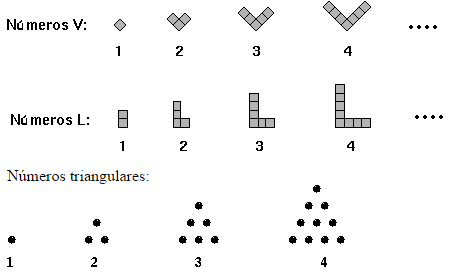 Números V:
1 2 3 4
Números L:
1 2 3 4
Números triangulares:
1 2 3 4